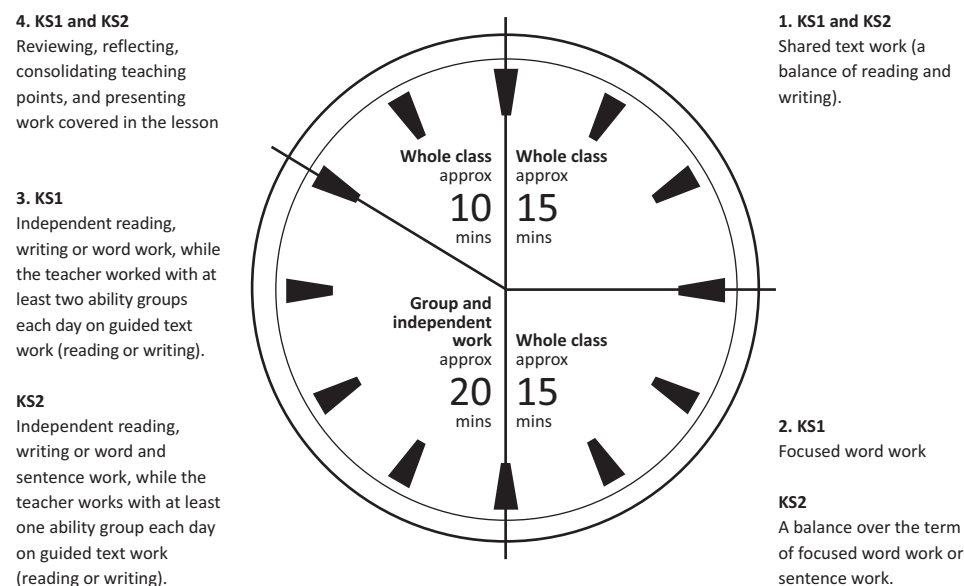 4. KS1 and KS2
Reviewing, reflecting,
consolidating teaching
points, and presenting
work covered in the lesson
3. KS1
Independent reading,
writing or word work, while
the teacher worked with at
least two ability groups
each day on guided text
work (reading or writing).
KS2
Independent reading,
writing or word and
sentence work, while the
teacher works with at least
one ability group each day
on guided text work
(reading or writing).
Whole class
approx
10
mins
Whole class
approx
15
mins
Group and
independent
work
approx
20
mins
Whole class
approx
15
mins
1. KS1 and KS2
Shared text work (a
balance of reading and
writing).
2. KS1
Focused word work
KS2
A balance over the term
of focused word work or
sentence work.